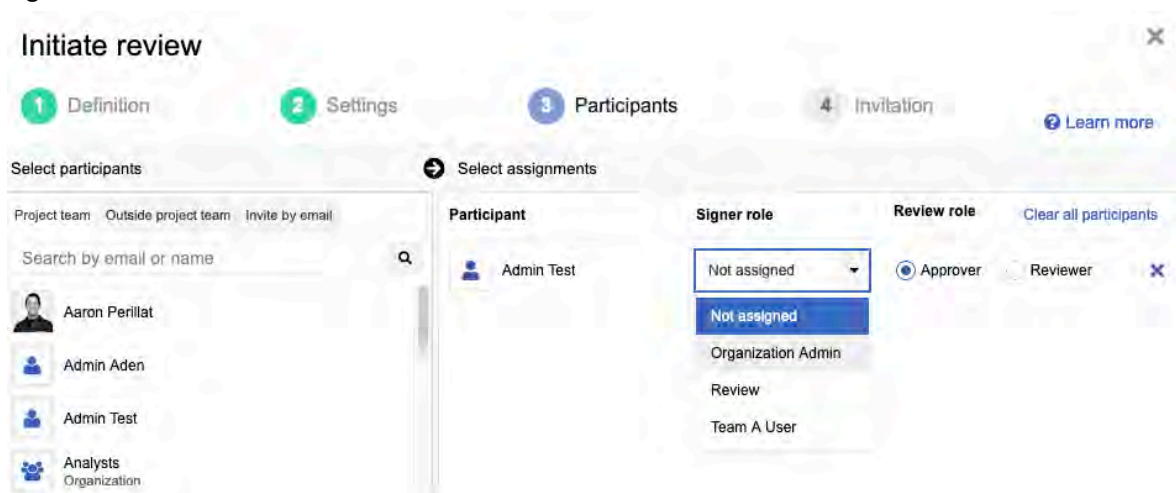 Initiate review
1 Definition 2 Settings 3 Participants 4 Invitation
Learn more
Select participants
Select assignments
Project team Outside project team Invite by email
Search by email or name
Aaron Perillat
Admin Aden
Admin Test
Analysts
Organization
Participant Signer role Review role Clear all participants
Admin Test Not assigned Approver Reviewer
Not assigned
Organization Admin
Review
Team A User